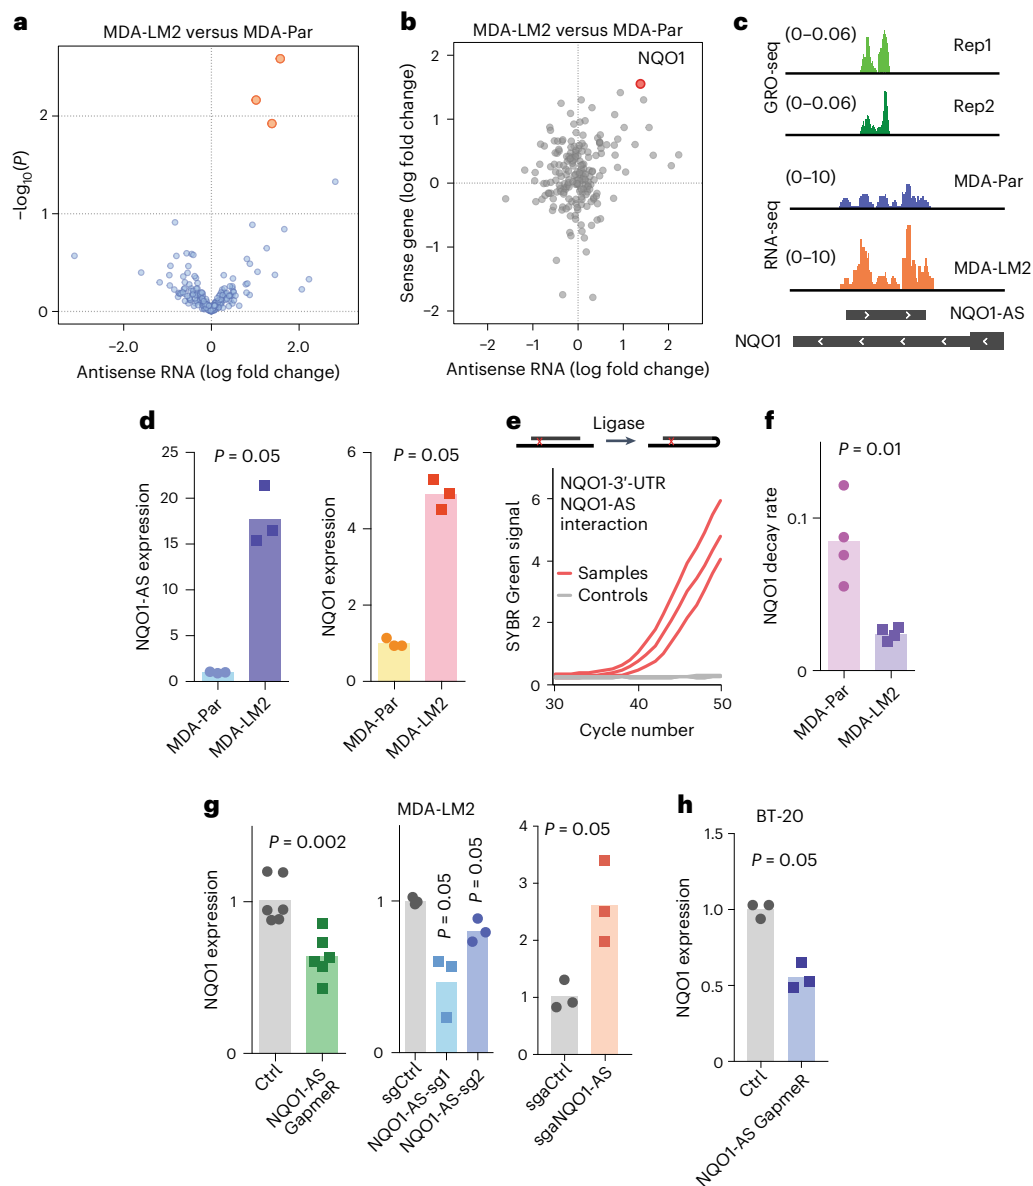 a
MDA-LM2 versus MDA-Par
−log10(P)
2
1
0
−2.0
0
2.0
Antisense RNA (log fold change)
b
MDA-LM2 versus MDA-Par
NQO1
Sense gene (log fold change)
2
1
0
−1
−2
−2
−1
0
1
2
Antisense RNA (log fold change)
c
GRO-seq
(0–0.06)
Rep1
(0–0.06)
Rep2
RNA-seq
(0–10)
MDA-Par
(0–10)
MDA-LM2
NQO1-AS
NQO1
d
NQO1-AS expression
25
20
15
10
5
0
P = 0.05
MDA-Par
MDA-LM2
NQO1 expression
6
4
2
0
P = 0.05
MDA-Par
MDA-LM2
e
Ligase
SYBR Green signal
6
4
2
0
NQO1-3′-UTR
NQO1-AS
interaction
Samples
Controls
30
40
50
Cycle number
f
P = 0.01
NQO1 decay rate
0.1
0
MDA-Par
MDA-LM2
g
MDA-LM2
NQO1 expression
P = 0.002
1
0
Ctrl
NQO1-AS
GapmeR
1
0
P = 0.05
P = 0.05
sgCtrl
NQO1-AS-sg1
NQO1-AS-sg2
P = 0.05
4
3
2
1
0
sgaCtrl
sgaNQO1-AS
h
BT-20
NQO1 expression
1.5
1.0
0.5
0
P = 0.05
Ctrl
NQO1-AS GapmeR